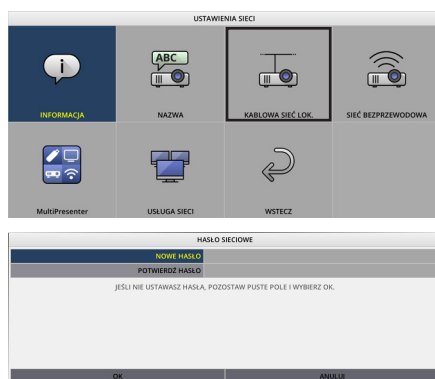 USTAWIENIA SIECI
ABC
INFORMACJA
NAZWA
KABLOWA SIEĆ LOK.
SIEĆ BEZPRZEWODOWA
MultiPresenter
USŁUGA SIECI
WSTECZ
HASŁO SIECIOWE
NOWE HASŁO
POTWIERDŹ HASŁO
JEŚLI NIE USTAWASZ HASŁA, POZOSTAW PUSTE POLE I WYBIERZ OK.
OK
ANULUJ